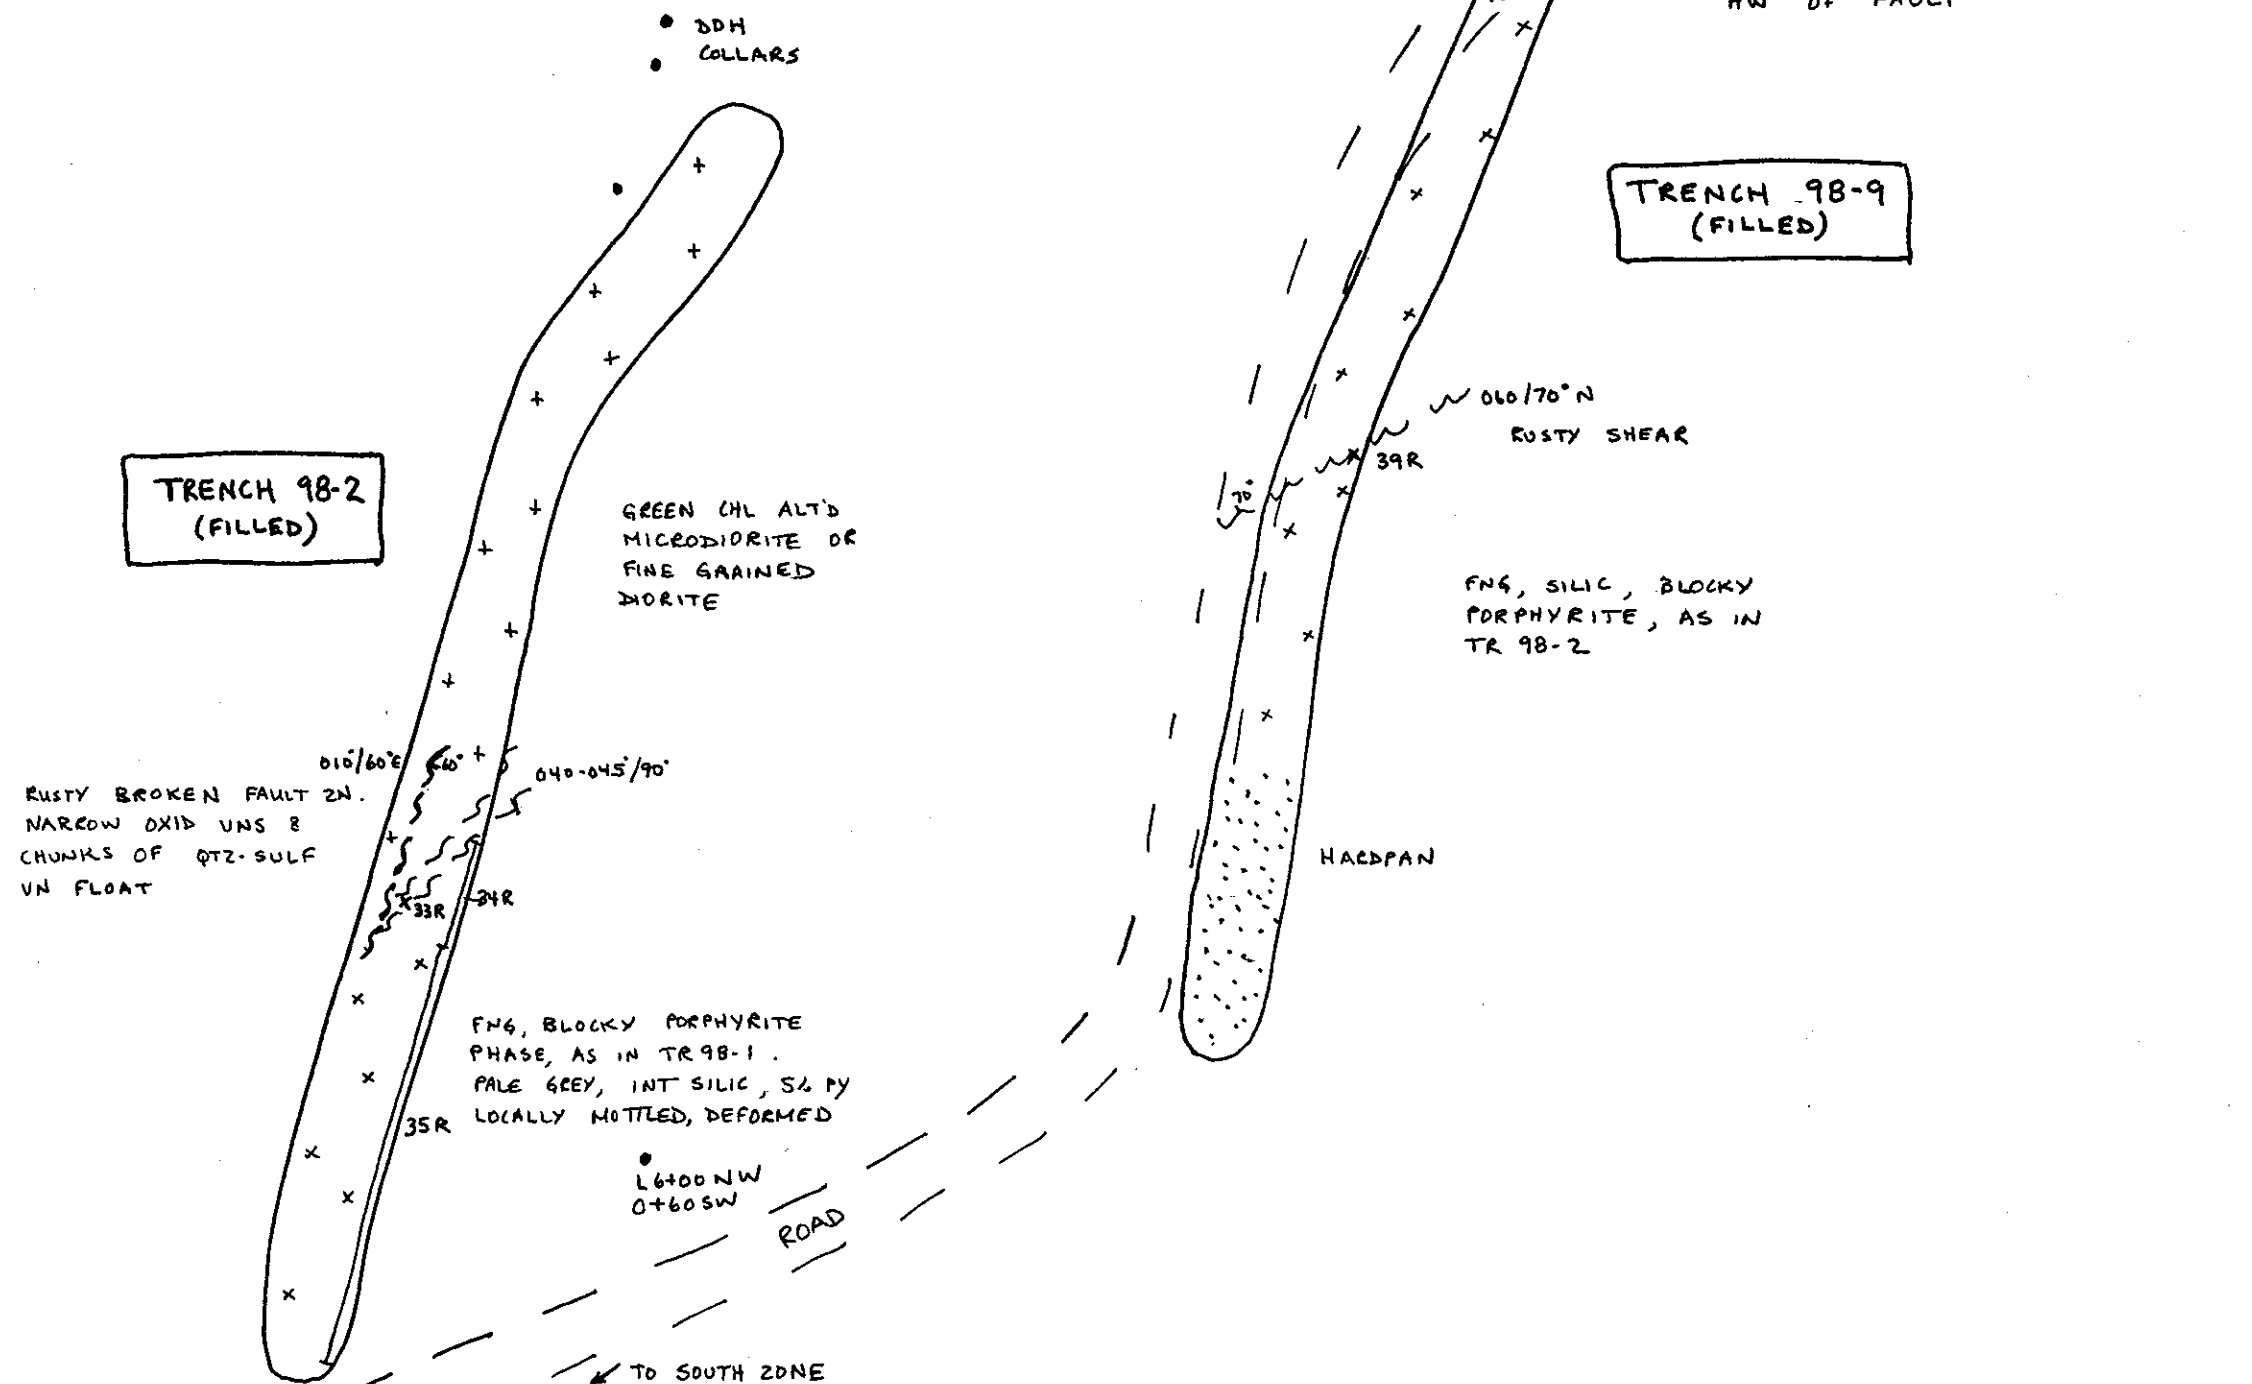 HW OF FAULT
DDH
COLLARS
TRENCH 98-9
(FILLED)
060/70° N
RUSTY SHEAR
39R
70°
TRENCH 98-2
(FILLED)
GREEN CHL ALT'D
MICRODIORITE OR
FINE GRAINED
DIORITE
FNG, SILIC, BLOCKY
PORPHYRITE, AS IN
TR 98-2
010°/60°E
60°
040-045°/90°
RUSTY BROKEN FAULT ZN.
NARROW OXID VNS &
CHUNKS OF QTZ-SULF
VN FLOAT
HARDPAN
33R
34R
FNG, BLOCKY PORPHYRITE
PHASE, AS IN TR 98-1.
PALE GREY, INT SILIC, 5% PY
LOCALLY MOTTLED, DEFORMED
35R
L6+00NW
0+60SW
ROAD
TO SOUTH ZONE